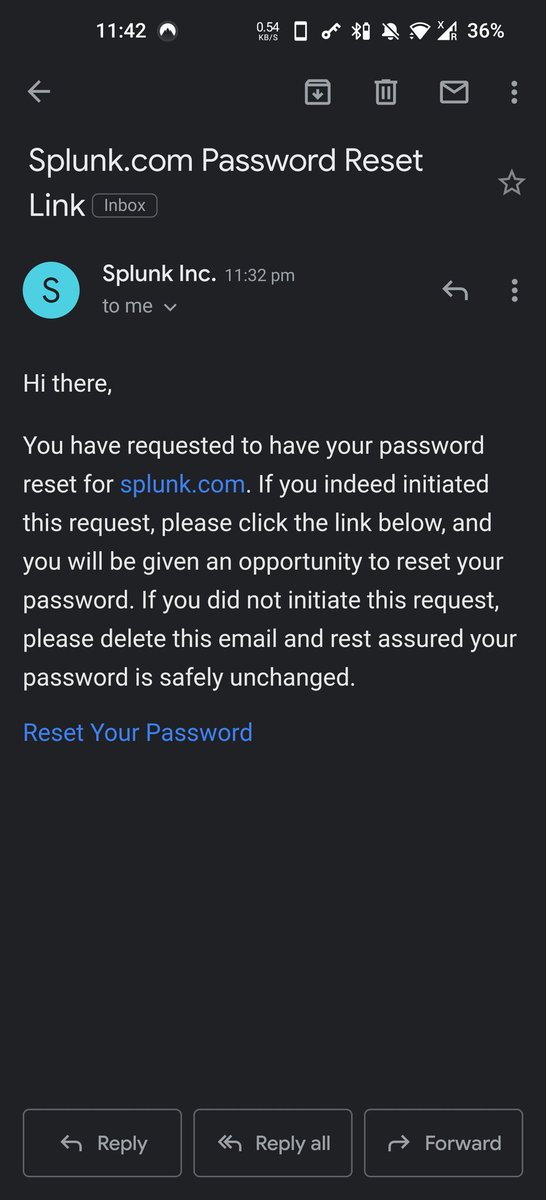 11:42 0.54 KB/S X R 36%
Splunk.com Password Reset
Link Inbox
S
Splunk Inc. 11:32 pm
to me
Hi there,
You have requested to have your password
reset for splunk.com. If you indeed initiated
this request, please click the link below, and
you will be given an opportunity to reset your
password. If you did not initiate this request,
please delete this email and rest assured your
password is safely unchanged.
Reset Your Password
Reply Reply all Forward